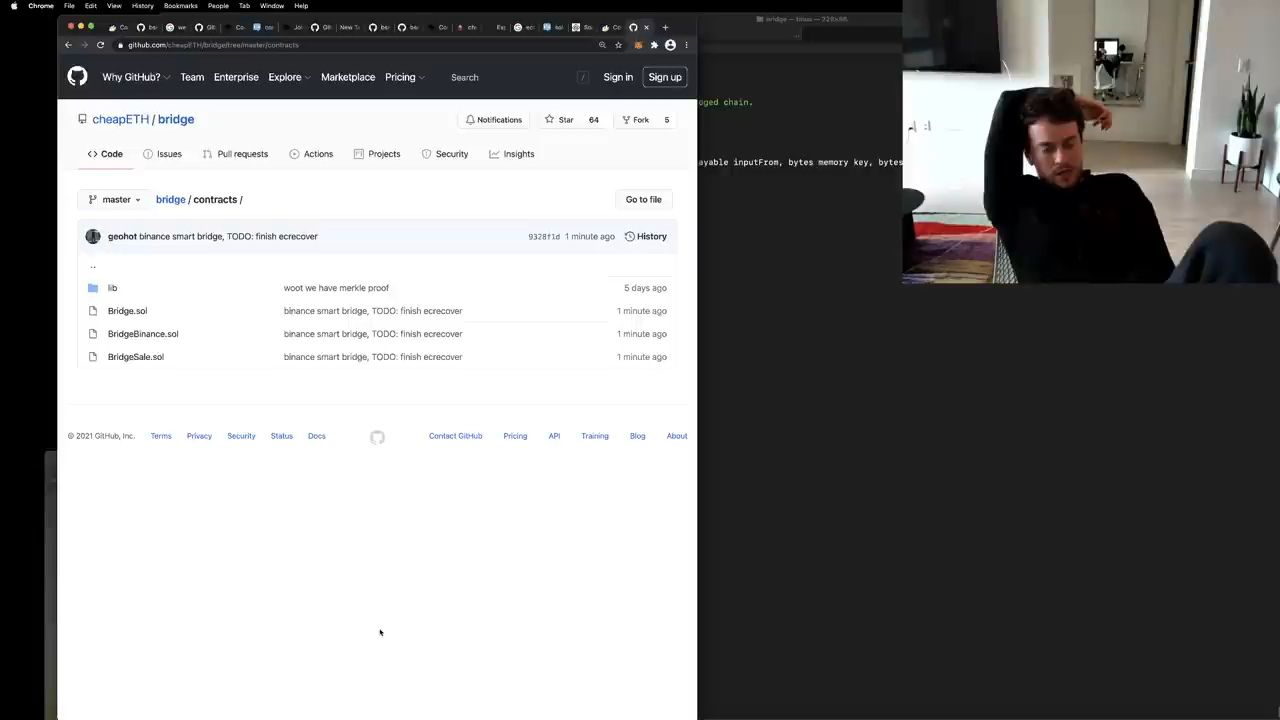 Chrome File Edit View History Bookmarks People Tab Window Help
github.com/cheapETH/bridge/tree/master/contracts
bridge — tmux — 238x66
Why GitHub? Team Enterprise Explore Marketplace Pricing Search / Sign in Sign up
cheapETH / bridge
Notifications Star 64 Fork 5
Code Issues Pull requests Actions Projects Security Insights
master bridge / contracts / Go to file
geohot binance smart bridge, TODO: finish ecrecover 9328f1d 1 minute ago History
..
lib woot we have merkle proof 5 days ago
Bridge.sol binance smart bridge, TODO: finish ecrecover 1 minute ago
BridgeBinance.sol binance smart bridge, TODO: finish ecrecover 1 minute ago
BridgeSale.sol binance smart bridge, TODO: finish ecrecover 1 minute ago
© 2021 GitHub, Inc. Terms Privacy Security Status Docs Contact GitHub Pricing API Training Blog About
oged chain.
ayable inputFrom, bytes memory key, bytes